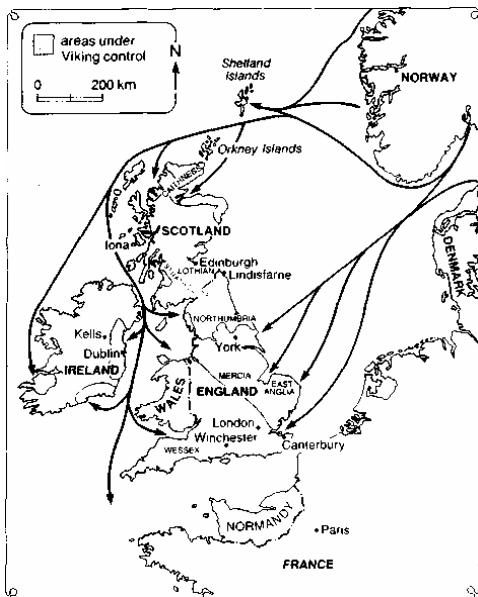 areas under
Viking control
0 200 km
N
Shetland
Islands
NORWAY
Orkney Islands
CAITHNESS
SCOTLAND
Iona
Edinburgh
LOTHIAN
Lindisfarne
DENMARK
NORTHUMBRIA
Kells
York
Dublin
IRELAND
MERCIA
EAST
ANGLIA
WALES
ENGLAND
London
Winchester
Canterbury
WESSEX
NORMANDY
Paris
FRANCE